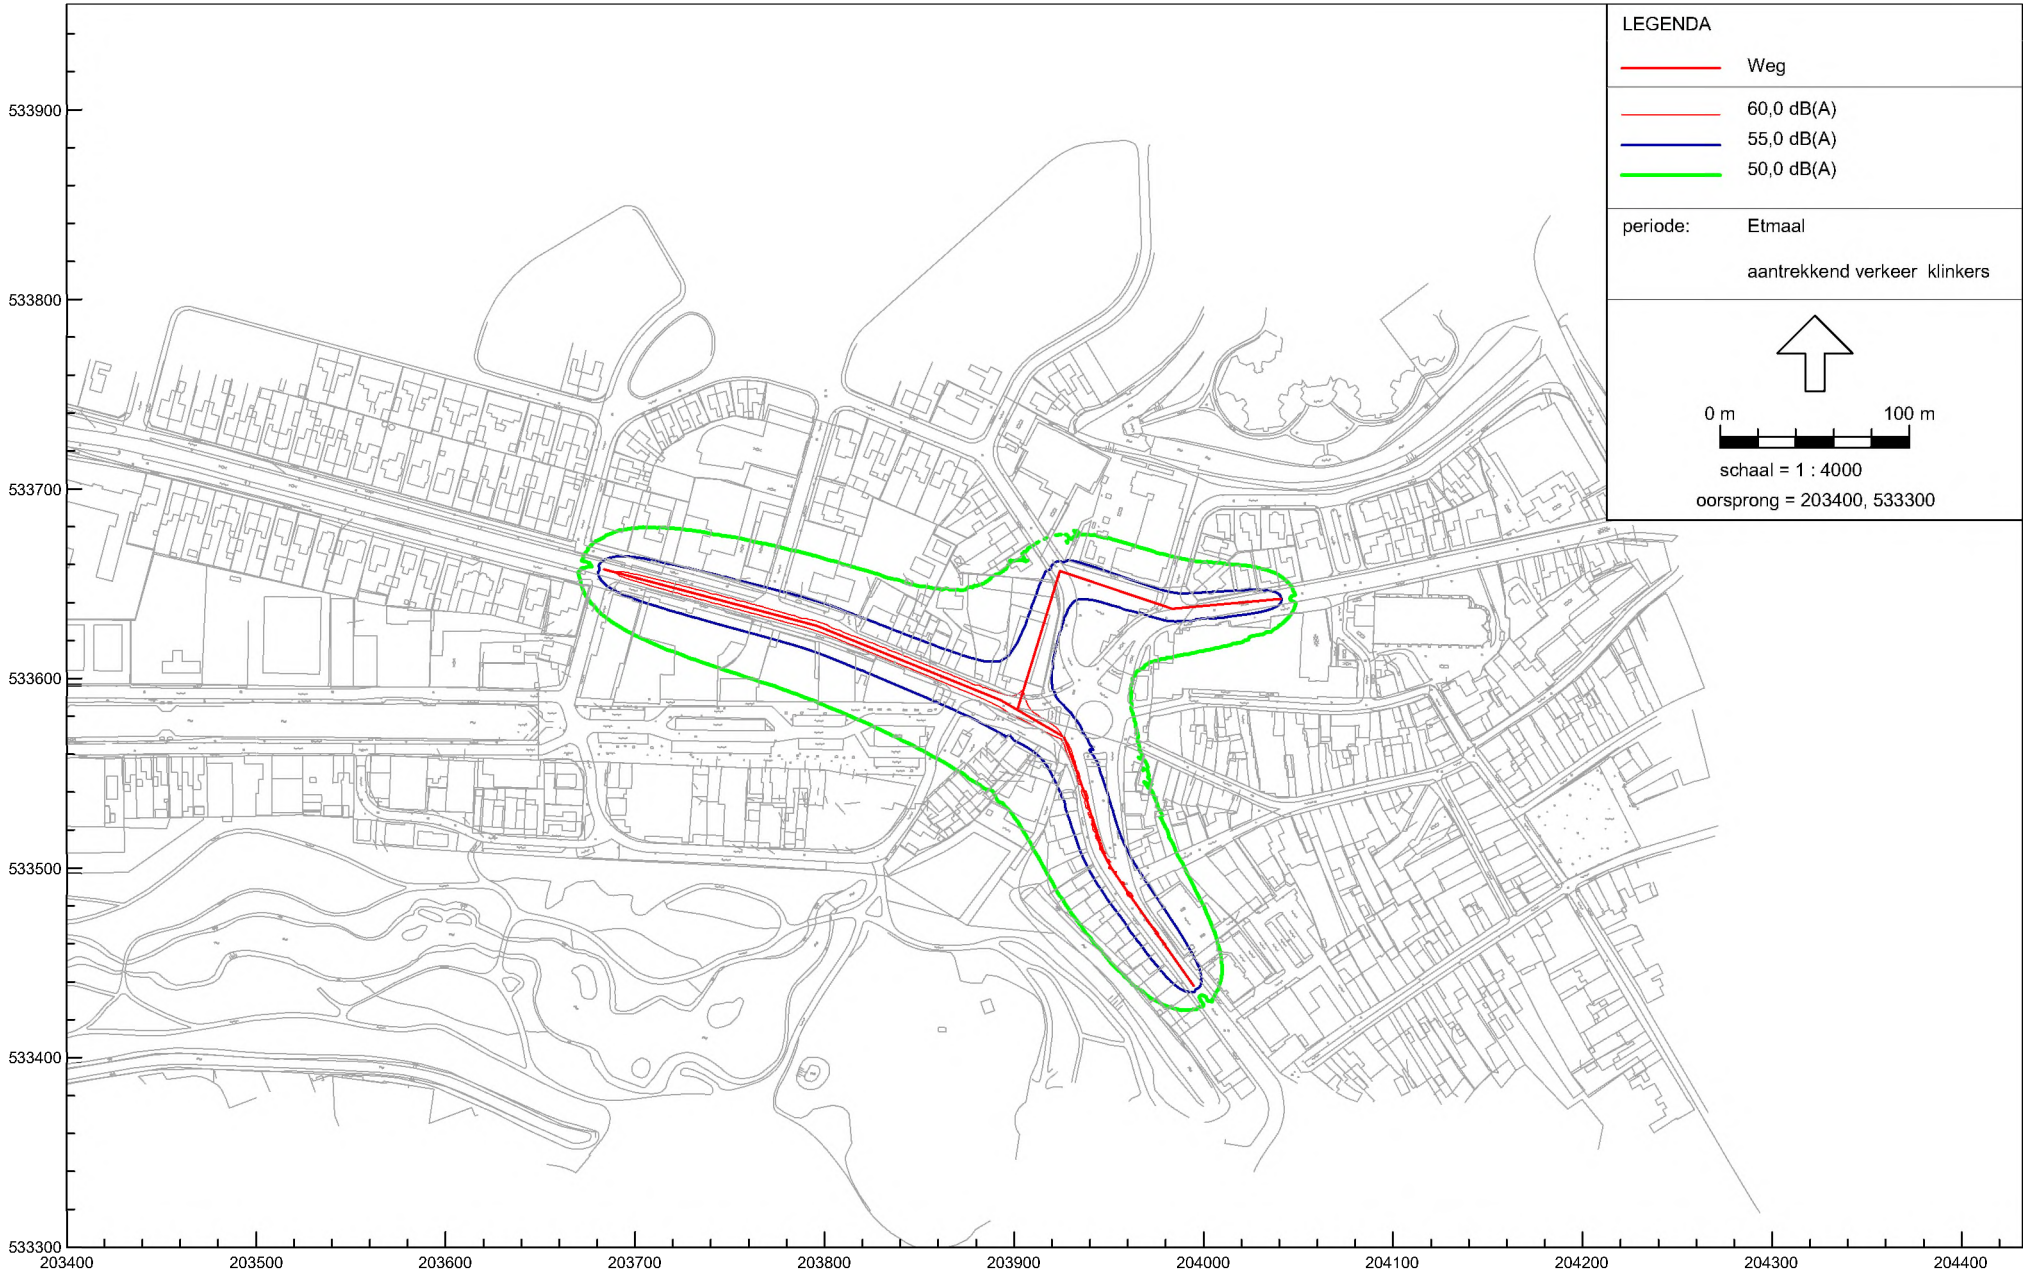 LEGENDA
Weg
60,0 dB(A)
55,0 dB(A)
50,0 dB(A)
periode: Etmaal
aantrekkend verkeer klinkers
0 m 100 m
schaal = 1 : 4000
oorsprong = 203400, 533300
533900
533800
533700
533600
533500
533400
533300
203400 203500 203600 203700 203800 203900 204000 204100 204200 204300 204400